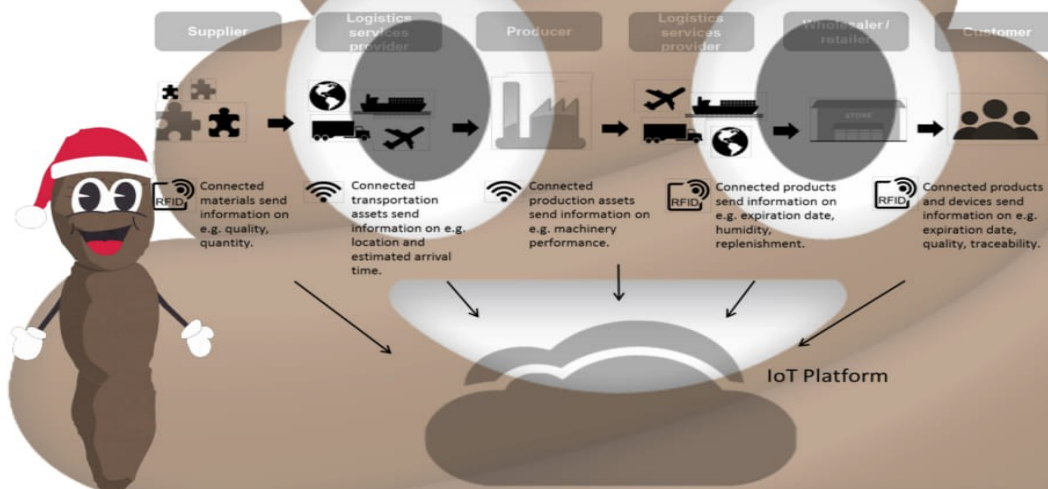 Supplier
Logistics
services
provider
Producer
Logistics
services
provider
Wholesaler /
retailer
Customer
STORE
RFID
Connected
materials send
information on
e.g. quality,
quantity.
Connected
transportation
assets send
information on e.g.
location and
estimated arrival
time.
Connected
production assets
send information on
e.g. machinery
performance.
RFID
Connected products
send information on
e.g. expiration date,
humidity,
replenishment.
RFID
Connected products
and devices send
information on e.g.
expiration date,
quality, traceability.
IoT Platform